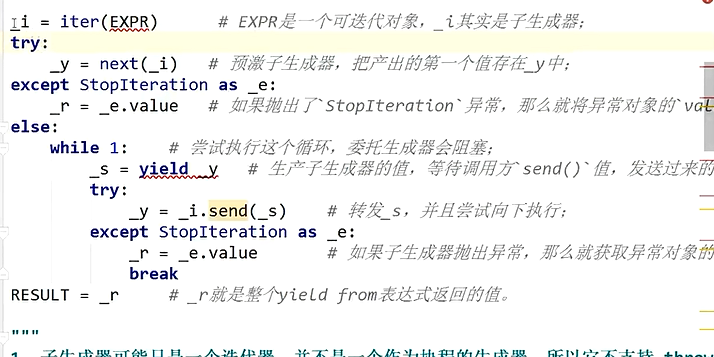 _i = iter(EXPR)      # EXPR是一个可迭代对象，_i其实是子生成器；
try:
    _y = next(_i)   # 预激子生成器，把产出的第一个值存在_y中；
except StopIteration as _e:
    _r = _e.value   # 如果抛出了`StopIteration`异常，那么就将异常对象的`val
else:
    while 1:    # 尝试执行这个循环，委托生成器会阻塞；
        _s = yield _y   # 生产子生成器的值，等待调用方`send()`值，发送过来的
        try:
            _y = _i.send(_s)    # 转发_s，并且尝试向下执行；
        except StopIteration as _e:
            _r = _e.value       # 如果子生成器抛出异常，那么就获取异常对象的
            break
RESULT = _r     # _r就是整个yield from表达式返回的值。
"""
1. 子生成器可能只是一个迭代器，并不是一个作为协程的生成器，所以它不支持 throw